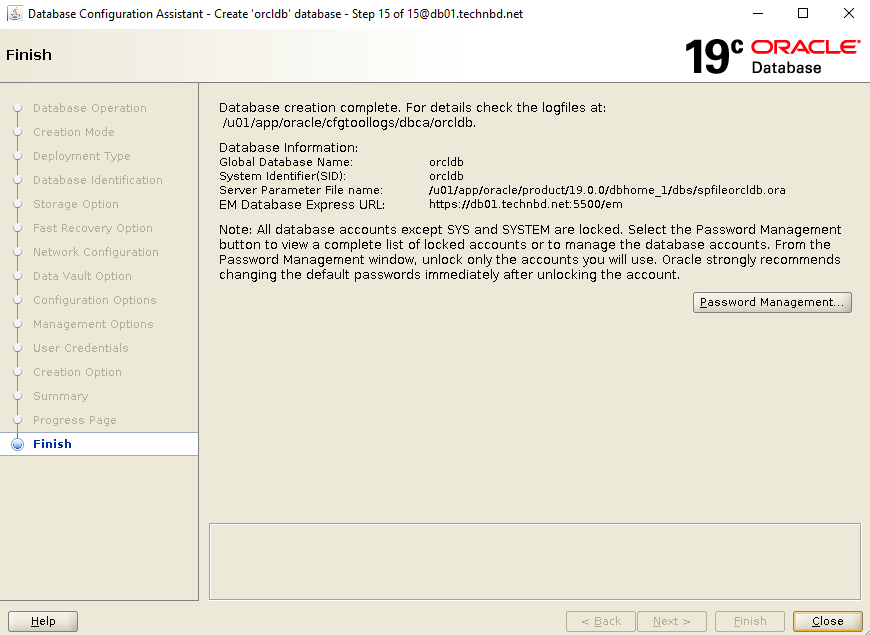 Database Configuration Assistant - Create 'orcldb' database - Step 15 of 15@db01.technbd.net
Finish
19c ORACLE
Database
Database Operation
Creation Mode
Deployment Type
Database Identification
Storage Option
Fast Recovery Option
Network Configuration
Data Vault Option
Configuration Options
Management Options
User Credentials
Creation Option
Summary
Progress Page
Finish
Database creation complete. For details check the logfiles at:
/u01/app/oracle/cfgtoollogs/dbca/orcldb.
Database Information:
Global Database Name: orcldb
System Identifier(SID): orcldb
Server Parameter File name: /u01/app/oracle/product/19.0.0/dbhome_1/dbs/spfileorcldb.ora
EM Database Express URL: https://db01.technbd.net:5500/em
Note: All database accounts except SYS and SYSTEM are locked. Select the Password Management
button to view a complete list of locked accounts or to manage the database accounts. From the
Password Management window, unlock only the accounts you will use. Oracle strongly recommends
changing the default passwords immediately after unlocking the account.
Password Management...
Help
< Back
Next >
Finish
Close